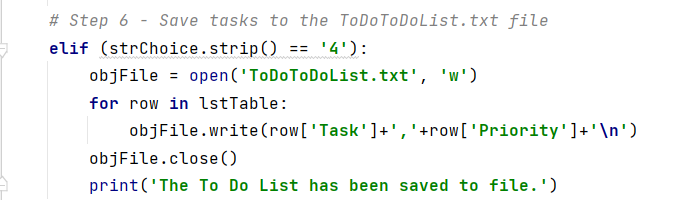 # Step 6 - Save tasks to the ToDoToDoList.txt file
elif (strChoice.strip() == '4'):
    objFile = open('ToDoToDoList.txt', 'w')
    for row in lstTable:
        objFile.write(row['Task']+','+row['Priority']+'\n')
    objFile.close()
    print('The To Do List has been saved to file.')